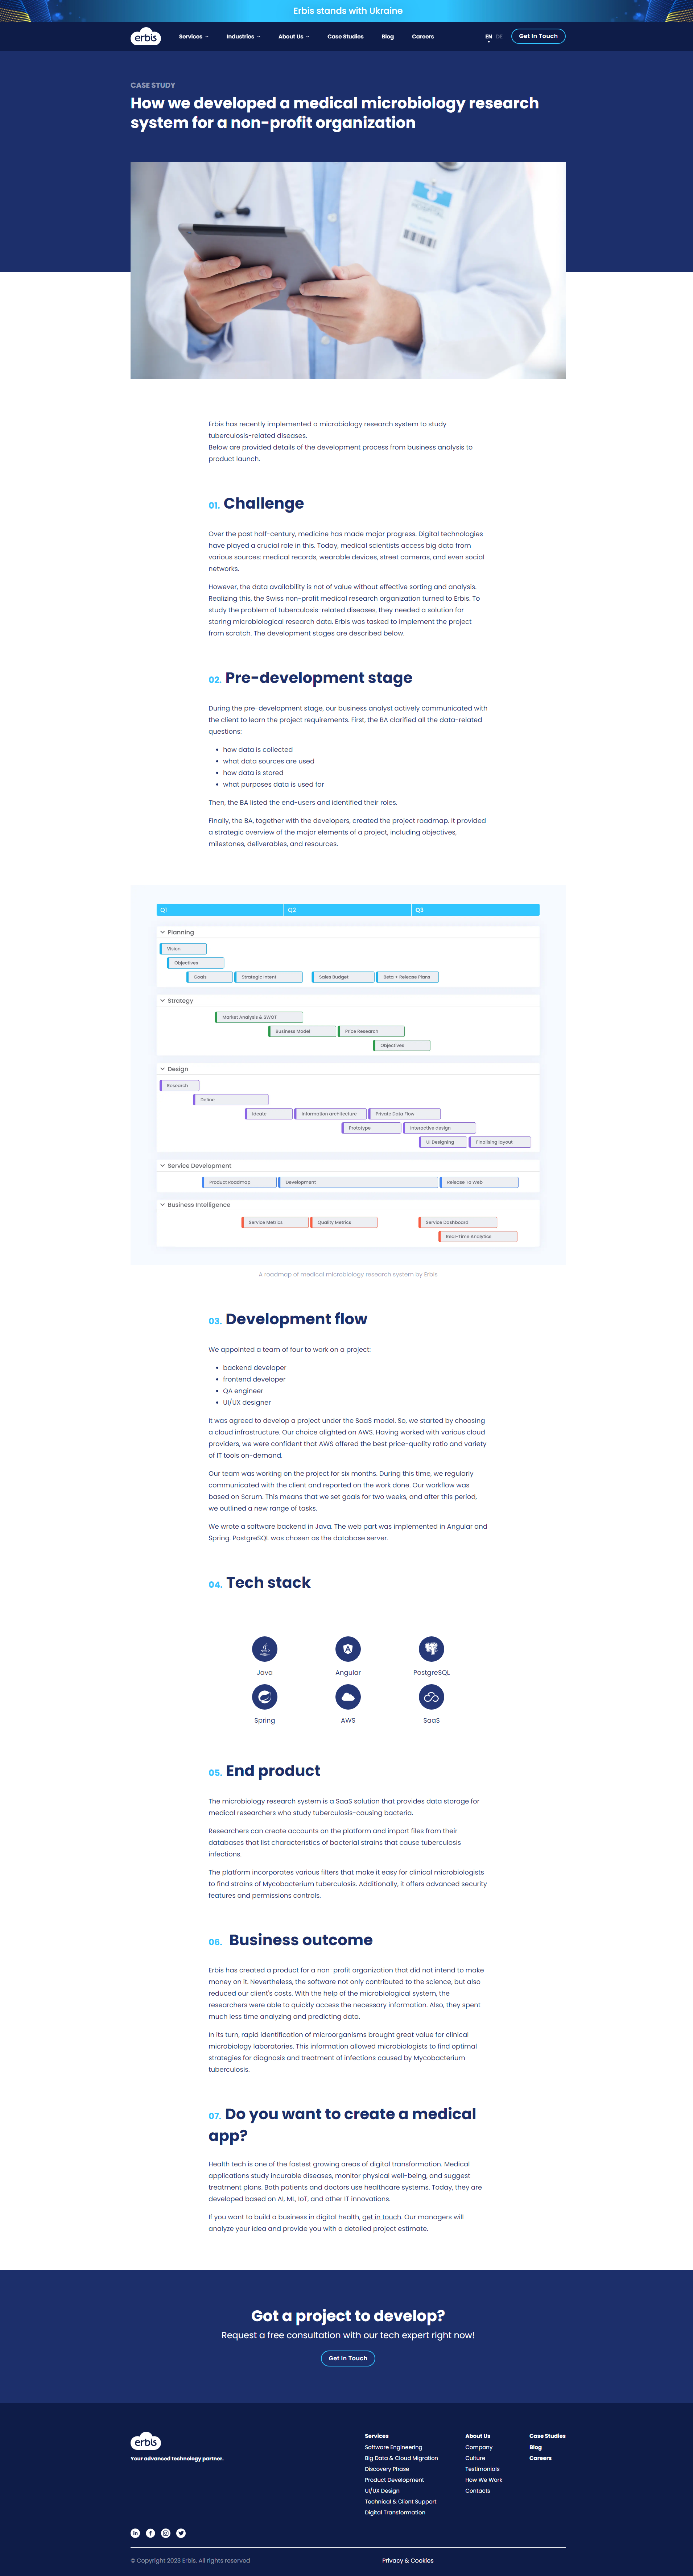 Erbis stands with Ukraine
erbis
Services
Industries
About Us
Case Studies
Blog
Careers
EN DE
Get In Touch
CASE STUDY
How we developed a medical microbiology research
system for a non-profit organization
Erbis has recently implemented a microbiology research system to study
tuberculosis-related diseases.
Below are provided details of the development process from business analysis to
product launch.
01. Challenge
Over the past half-century, medicine has made major progress. Digital technologies
have played a crucial role in this. Today, medical scientists access big data from
various sources: medical records, wearable devices, street cameras, and even social
networks.
However, the data availability is not of value without effective sorting and analysis.
Realizing this, the Swiss non-profit medical research organization turned to Erbis. To
study the problem of tuberculosis-related diseases, they needed a solution for
storing microbiological research data. Erbis was tasked to implement the project
from scratch. The development stages are described below.
02. Pre-development stage
During the pre-development stage, our business analyst actively communicated with
the client to learn the project requirements. First, the BA clarified all the data-related
questions:
• how data is collected
• what data sources are used
• how data is stored
• what purposes data is used for
Then, the BA listed the end-users and identified their roles.
Finally, the BA, together with the developers, created the project roadmap. It provided
a strategic overview of the major elements of a project, including objectives,
milestones, deliverables, and resources.
Q1 Q2 Q3
Planning
Vision
Objectives
Goals Strategic Intent Sales Budget Beta + Release Plans
Strategy
Market Analysis & SWOT
Business Model Price Research
Objectives
Design
Research
Define
Ideate Information architecture Private Data Flow
Prototype Interactive design
UI Designing Finalising layout
Service Development
Product Roadmap Development Release To Web
Business Intelligence
Service Metrics Quality Metrics Service Dashboard
Real-Time Analytics
A roadmap of medical microbiology research system by Erbis
03. Development flow
We appointed a team of four to work on a project:
• backend developer
• frontend developer
• QA engineer
• UI/UX designer
It was agreed to develop a project under the SaaS model. So, we started by choosing
a cloud infrastructure. Our choice alighted on AWS. Having worked with various cloud
providers, we were confident that AWS offered the best price-quality ratio and variety
of IT tools on-demand.
Our team was working on the project for six months. During this time, we regularly
communicated with the client and reported on the work done. Our workflow was
based on Scrum. This means that we set goals for two weeks, and after this period,
we outlined a new range of tasks.
We wrote a software backend in Java. The web part was implemented in Angular and
Spring. PostgreSQL was chosen as the database server.
04. Tech stack
Java Angular PostgreSQL
Spring AWS SaaS
05. End product
The microbiology research system is a SaaS solution that provides data storage for
medical researchers who study tuberculosis-causing bacteria.
Researchers can create accounts on the platform and import files from their
databases that list characteristics of bacterial strains that cause tuberculosis
infections.
The platform incorporates various filters that make it easy for clinical microbiologists
to find strains of Mycobacterium tuberculosis. Additionally, it offers advanced security
features and permissions controls.
06. Business outcome
Erbis has created a product for a non-profit organization that did not intend to make
money on it. Nevertheless, the software not only contributed to the science, but also
reduced our client's costs. With the help of the microbiological system, the
researchers were able to quickly access the necessary information. Also, they spent
much less time analyzing and predicting data.
In its turn, rapid identification of microorganisms brought great value for clinical
microbiology laboratories. This information allowed microbiologists to find optimal
strategies for diagnosis and treatment of infections caused by Mycobacterium
tuberculosis.
07. Do you want to create a medical
app?
Health tech is one of the fastest growing areas of digital transformation. Medical
applications study incurable diseases, monitor physical well-being, and suggest
treatment plans. Both patients and doctors use healthcare systems. Today, they are
developed based on AI, ML, IoT, and other IT innovations.
If you want to build a business in digital health, get in touch. Our managers will
analyze your idea and provide you with a detailed project estimate.
Got a project to develop?
Request a free consultation with our tech expert right now!
Get In Touch
erbis
Your advanced technology partner.
Services
Software Engineering
Big Data & Cloud Migration
Discovery Phase
Product Development
UI/UX Design
Technical & Client Support
Digital Transformation
About Us
Company
Culture
Testimonials
How We Work
Contacts
Case Studies
Blog
Careers
© Copyright 2023 Erbis. All rights reserved
Privacy & Cookies